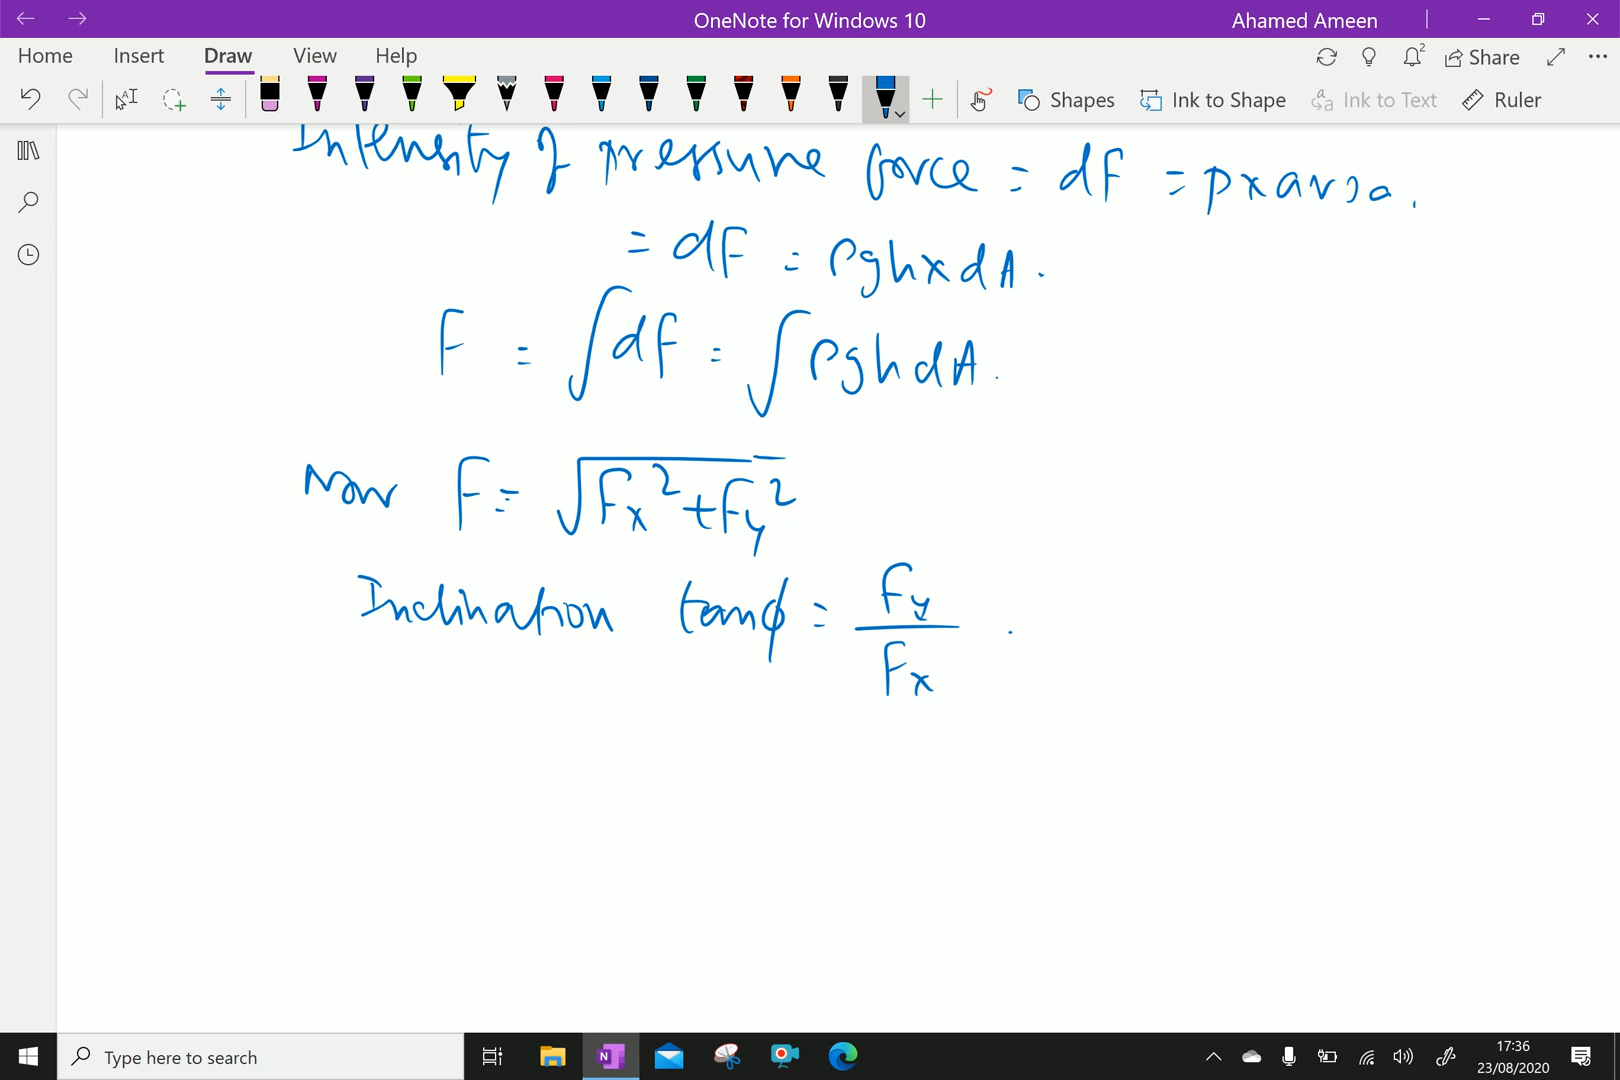 OneNote for Windows 10
Ahamed Ameen
Home Insert Draw View Help
2 Share
Shapes Ink to Shape Ink to Text Ruler
Intensity of pressure force = dF = p x area.
= dF = ρgh x dA.
F = ∫dF = ∫ρghdA.
Now F = √Fx² + Fy²
Inclination tanϕ = Fy / Fx .
Type here to search
17:36
23/08/2020